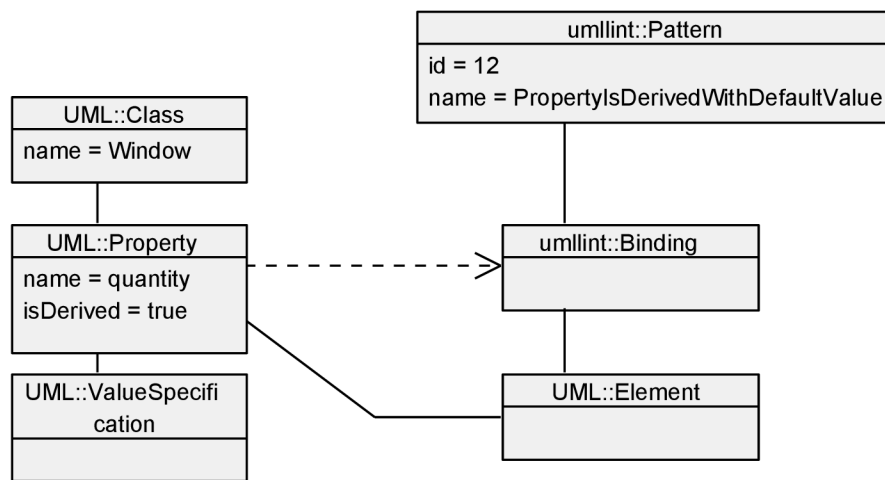 umllint::Pattern
id = 12
name = PropertyIsDerivedWithDefaultValue
UML::Class
name = Window
UML::Property
name = quantity
isDerived = true
umllint::Binding
UML::ValueSpecifi
cation
UML::Element